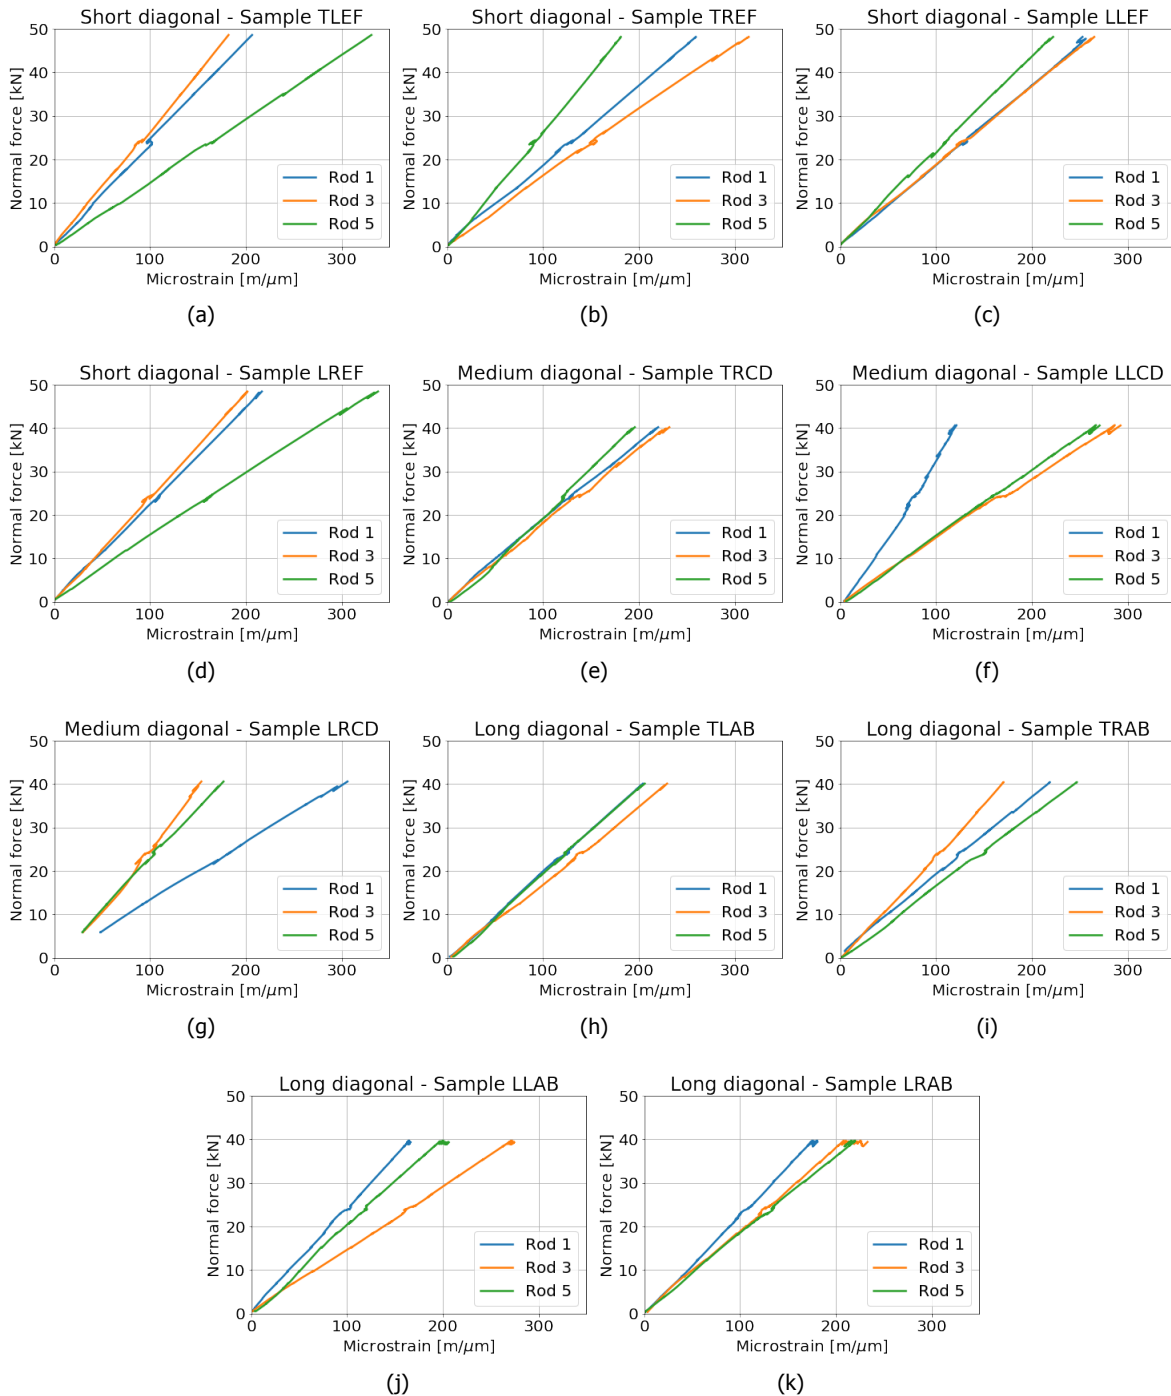 Short diagonal - Sample TLEF
Normal force [kN]
50
40
30
20
10
0
0 100 200 300
Microstrain [m/μm]
Rod 1
Rod 3
Rod 5
(a)
Short diagonal - Sample TREF
Normal force [kN]
50
40
30
20
10
0
0 100 200 300
Microstrain [m/μm]
Rod 1
Rod 3
Rod 5
(b)
Short diagonal - Sample LLEF
Normal force [kN]
50
40
30
20
10
0
0 100 200 300
Microstrain [m/μm]
Rod 1
Rod 3
Rod 5
(c)
Short diagonal - Sample LREF
Normal force [kN]
50
40
30
20
10
0
0 100 200 300
Microstrain [m/μm]
Rod 1
Rod 3
Rod 5
(d)
Medium diagonal - Sample TRCD
Normal force [kN]
50
40
30
20
10
0
0 100 200 300
Microstrain [m/μm]
Rod 1
Rod 3
Rod 5
(e)
Medium diagonal - Sample LLCD
Normal force [kN]
50
40
30
20
10
0
0 100 200 300
Microstrain [m/μm]
Rod 1
Rod 3
Rod 5
(f)
Medium diagonal - Sample LRCD
Normal force [kN]
50
40
30
20
10
0
0 100 200 300
Microstrain [m/μm]
Rod 1
Rod 3
Rod 5
(g)
Long diagonal - Sample TLAB
Normal force [kN]
50
40
30
20
10
0
0 100 200 300
Microstrain [m/μm]
Rod 1
Rod 3
Rod 5
(h)
Long diagonal - Sample TRAB
Normal force [kN]
50
40
30
20
10
0
0 100 200 300
Microstrain [m/μm]
Rod 1
Rod 3
Rod 5
(i)
Long diagonal - Sample LLAB
Normal force [kN]
50
40
30
20
10
0
0 100 200 300
Microstrain [m/μm]
Rod 1
Rod 3
Rod 5
(j)
Long diagonal - Sample LRAB
Normal force [kN]
50
40
30
20
10
0
0 100 200 300
Microstrain [m/μm]
Rod 1
Rod 3
Rod 5
(k)